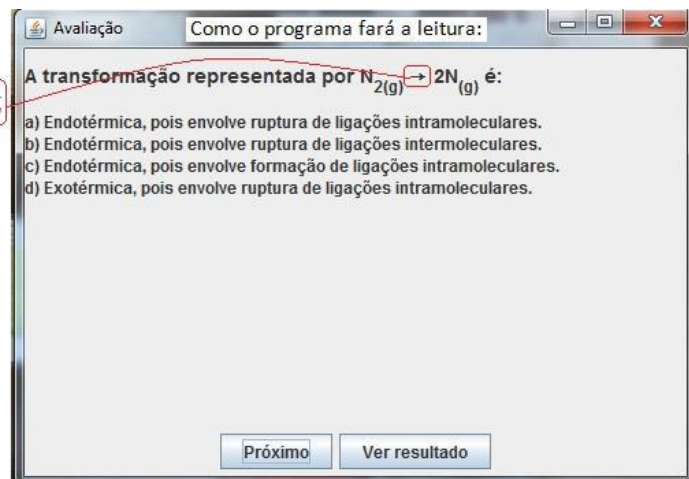 Avaliação
Como o programa fará a leitura:
A transformação representada por N2(g) → 2N(g) é:
a) Endotérmica, pois envolve ruptura de ligações intramoleculares.
b) Endotérmica, pois envolve ruptura de ligações intermoleculares.
c) Endotérmica, pois envolve formação de ligações intramoleculares.
d) Exotérmica, pois envolve ruptura de ligações intramoleculares.
Próximo
Ver resultado